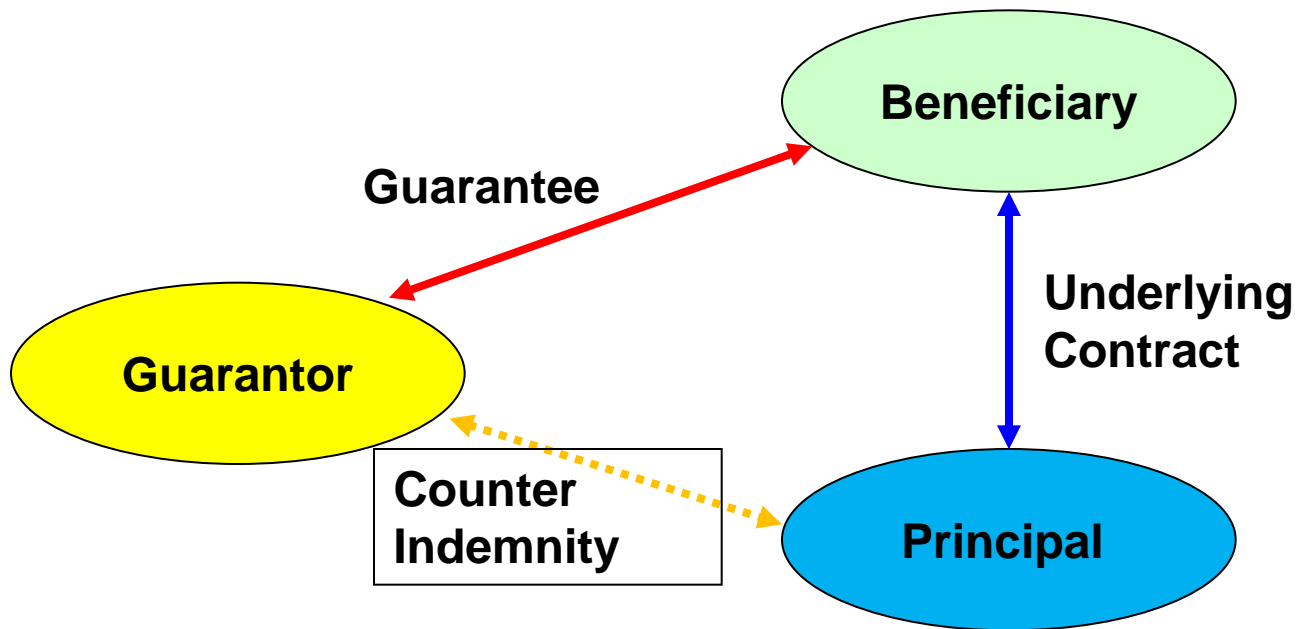 Beneficiary
Guarantee
Underlying
Contract
Guarantor
Counter
Indemnity
Principal